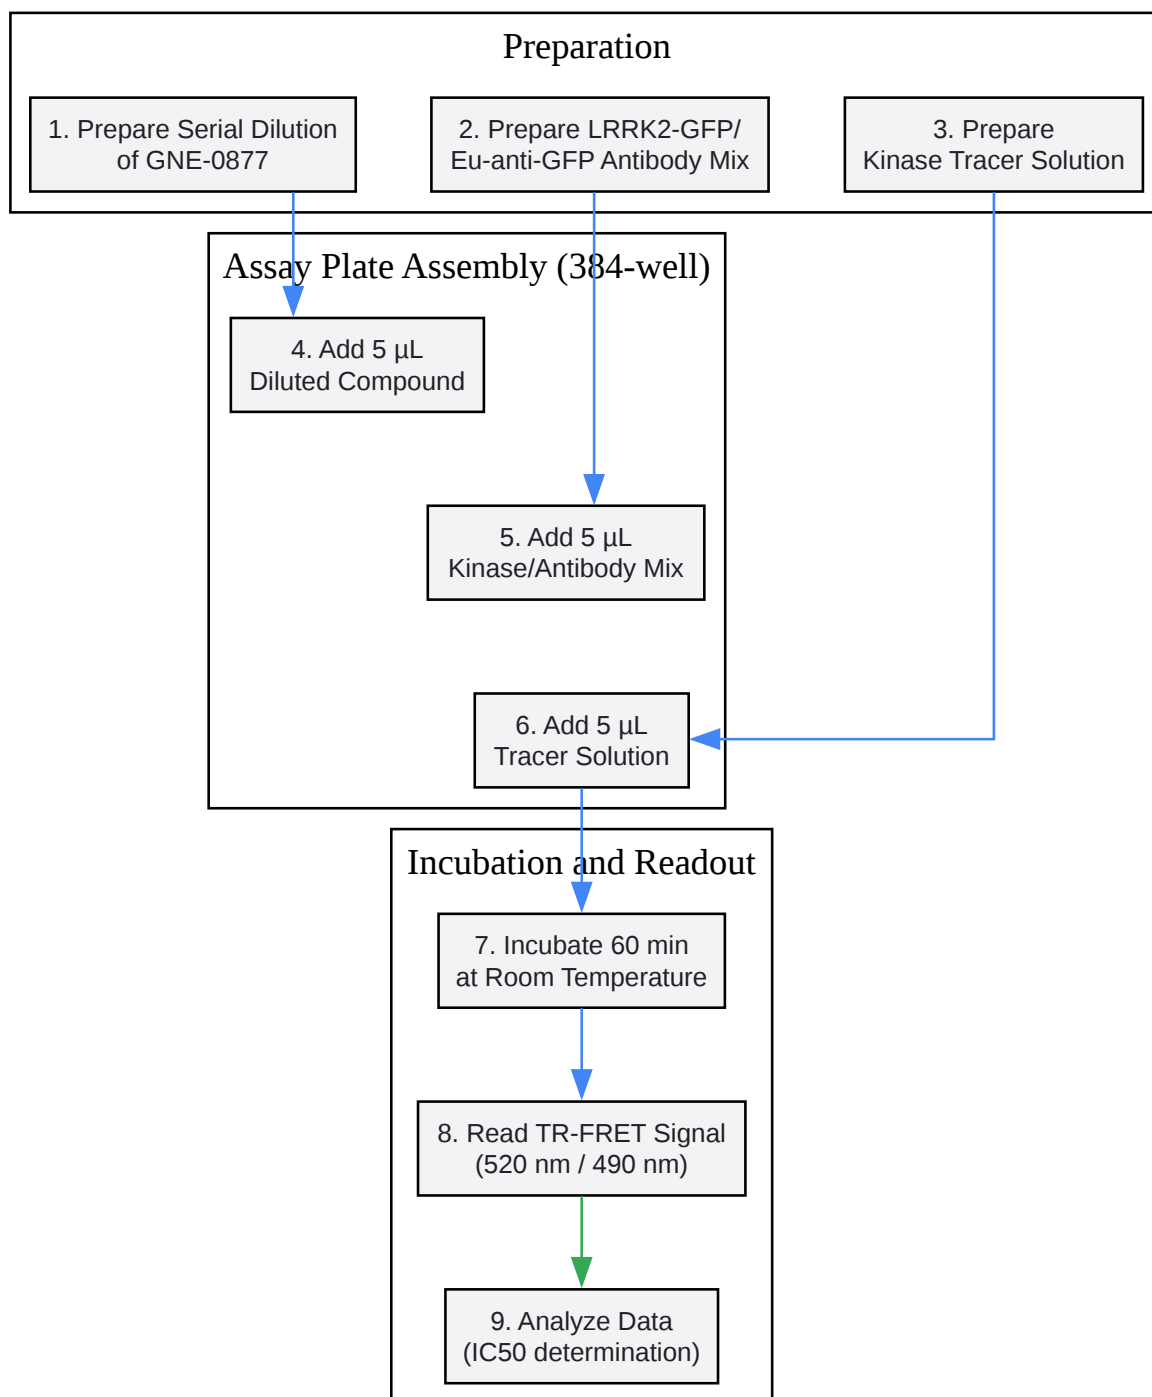 Preparation
1. Prepare Serial Dilution
of GNE-0877
2. Prepare LRRK2-GFP/
Eu-anti-GFP Antibody Mix
3. Prepare
Kinase Tracer Solution
Assay Plate Assembly (384-well)
4. Add 5 µL
Diluted Compound
5. Add 5 µL
Kinase/Antibody Mix
6. Add 5 µL
Tracer Solution
Incubation and Readout
7. Incubate 60 min
at Room Temperature
8. Read TR-FRET Signal
(520 nm / 490 nm)
9. Analyze Data
(IC50 determination)